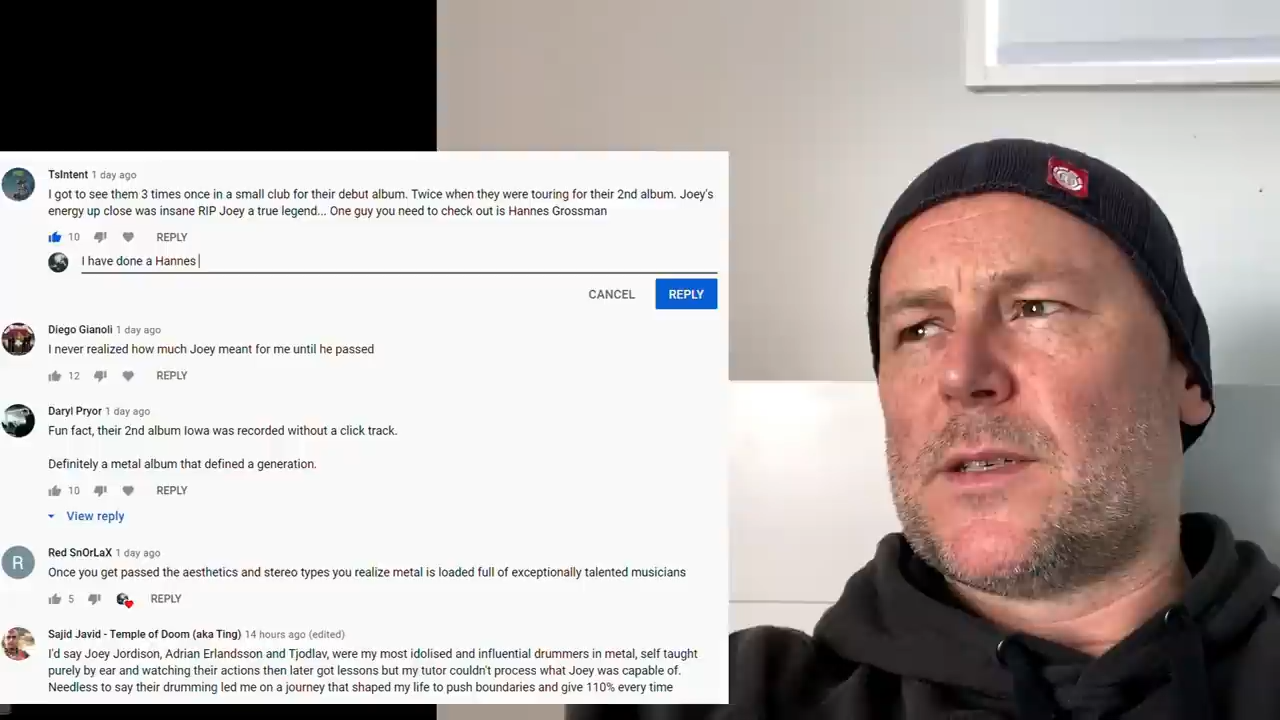 TsIntent 1 day ago
I got to see them 3 times once in a small club for their debut album. Twice when they were touring for their 2nd album. Joey's
energy up close was insane RIP Joey a true legend... One guy you need to check out is Hannes Grossman
10 REPLY
I have done a Hannes
CANCEL REPLY
Diego Gianoli 1 day ago
I never realized how much Joey meant for me until he passed
12 REPLY
Daryl Pryor 1 day ago
Fun fact, their 2nd album Iowa was recorded without a click track.
Definitely a metal album that defined a generation.
10 REPLY
View reply
R
Red SnOrLaX 1 day ago
Once you get passed the aesthetics and stereo types you realize metal is loaded full of exceptionally talented musicians
5 REPLY
Sajid Javid - Temple of Doom (aka Ting) 14 hours ago (edited)
I'd say Joey Jordison, Adrian Erlandsson and were my most idolised and influential drummers in metal, self taught
purely by ear and watching their actions then later got lessons but my tutor couldn't process what Joey was capable of.
Needless to say their drumming led me on a journey that shaped my life to push boundaries and give 110% every time